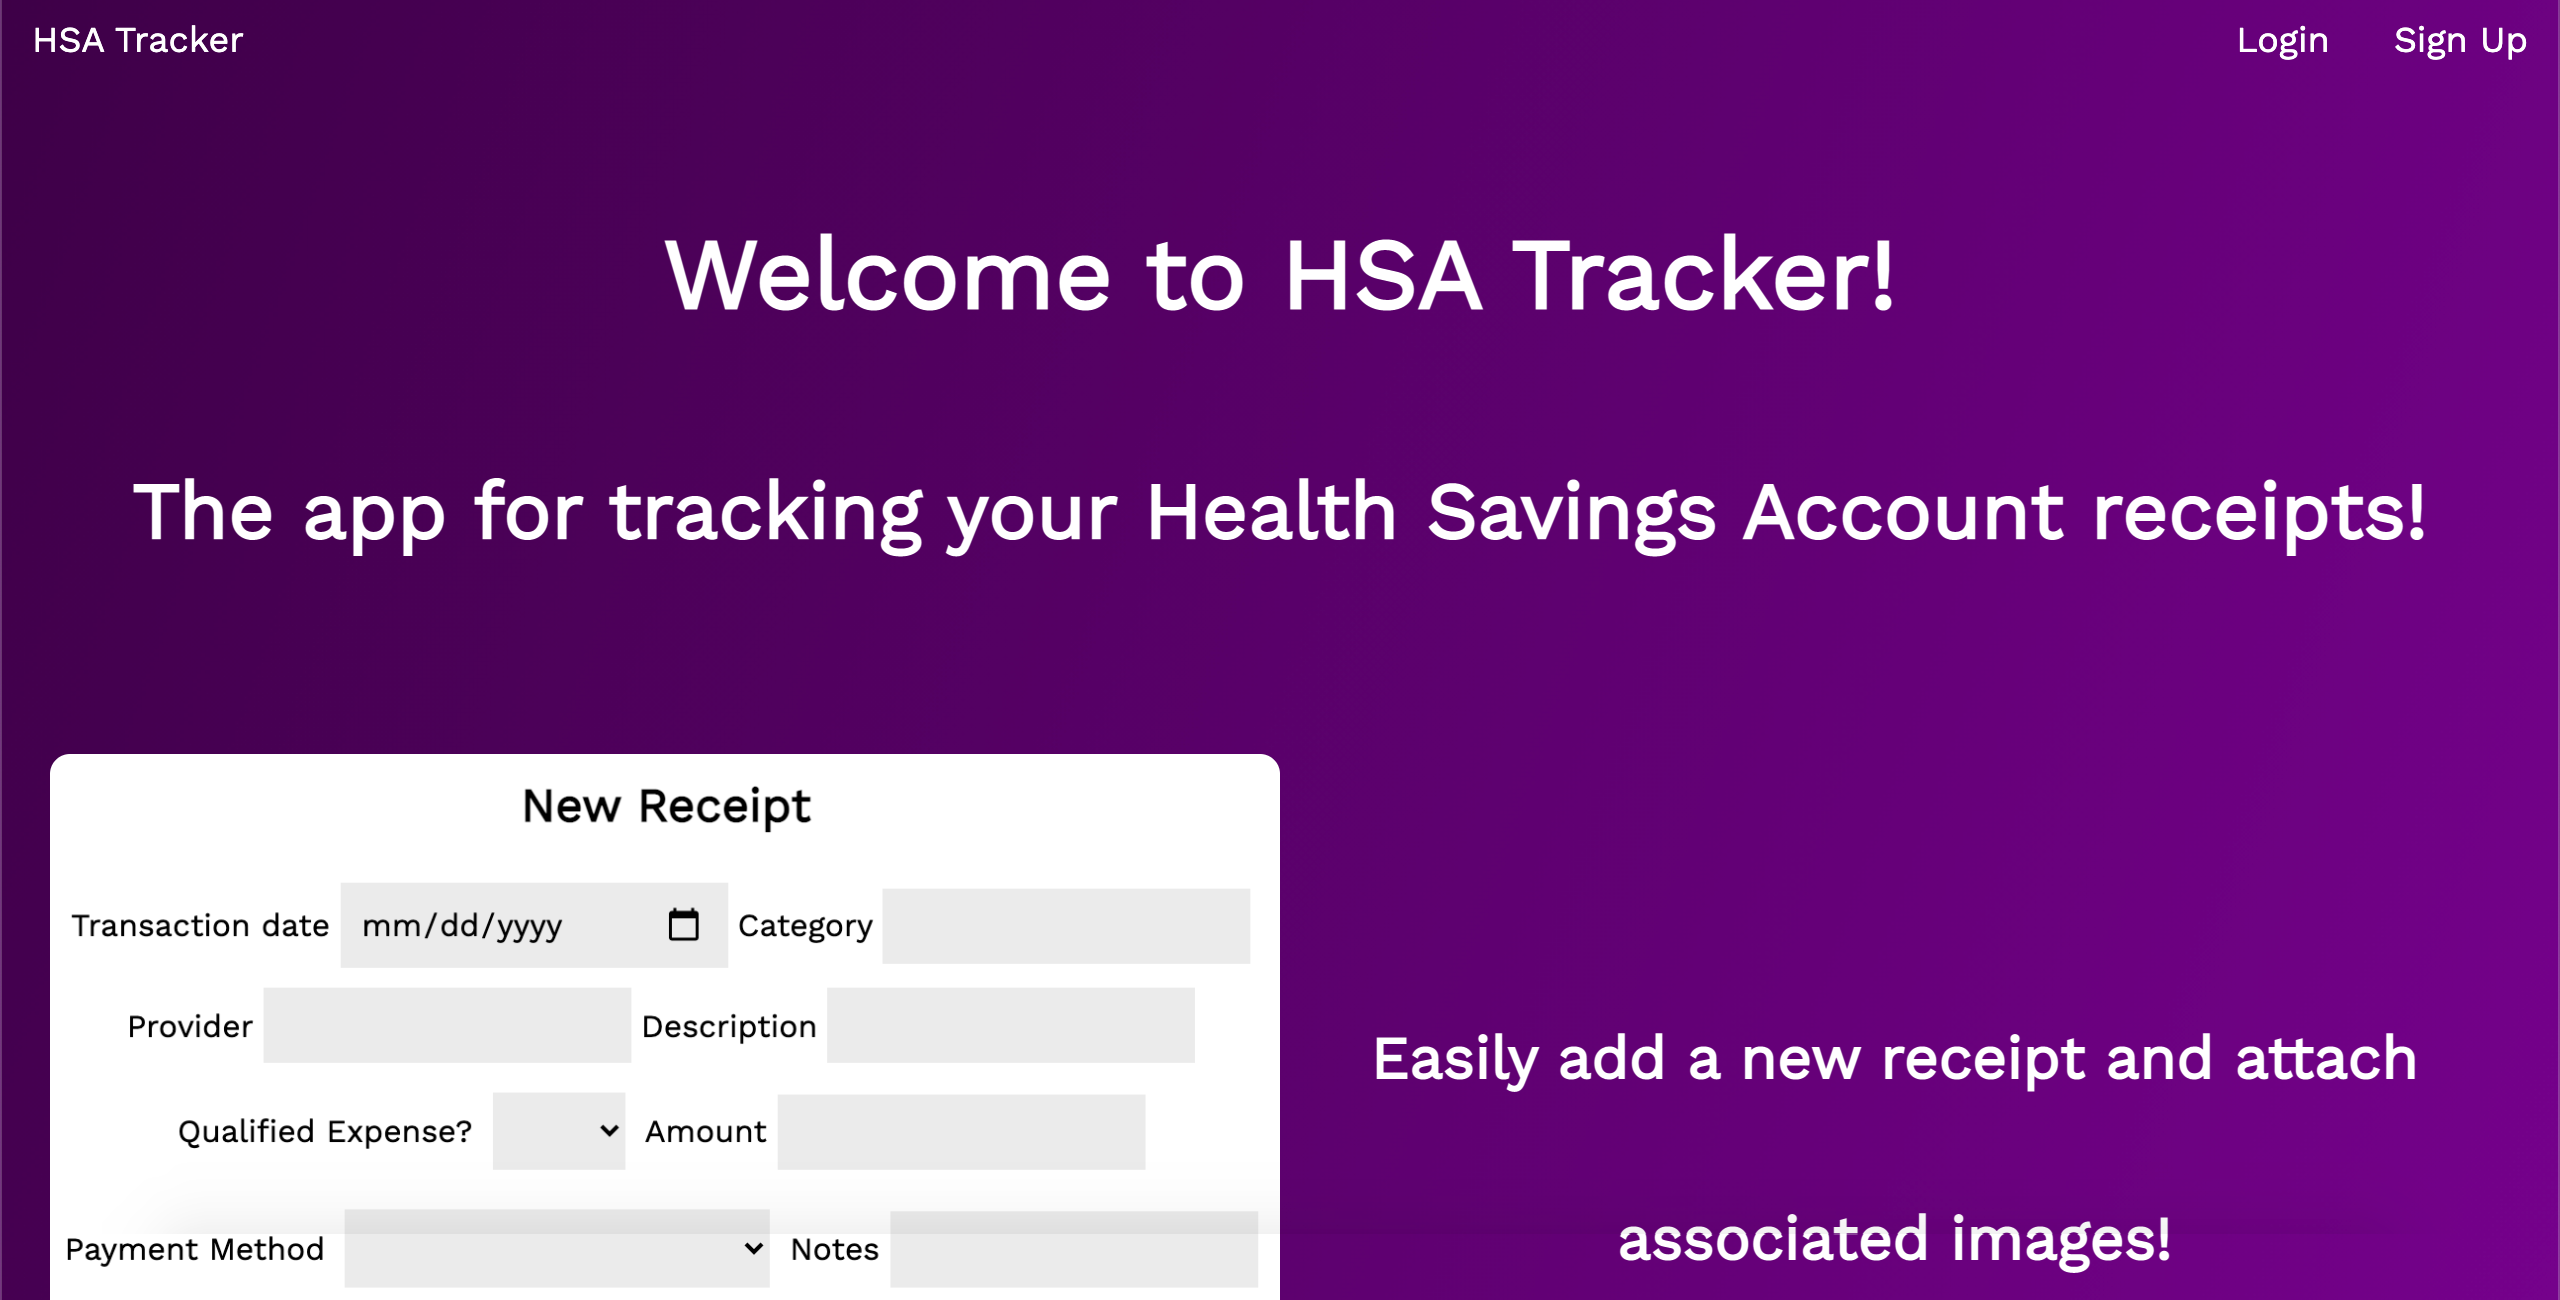 HSA Tracker Login Sign Up
Welcome to HSA Tracker!
The app for tracking your Health Savings Account receipts!
New Receipt
Transaction date mm/dd/yyyy Category
Provider Description
Qualified Expense? Amount
Payment Method Notes
Easily add a new receipt and attach
associated images!